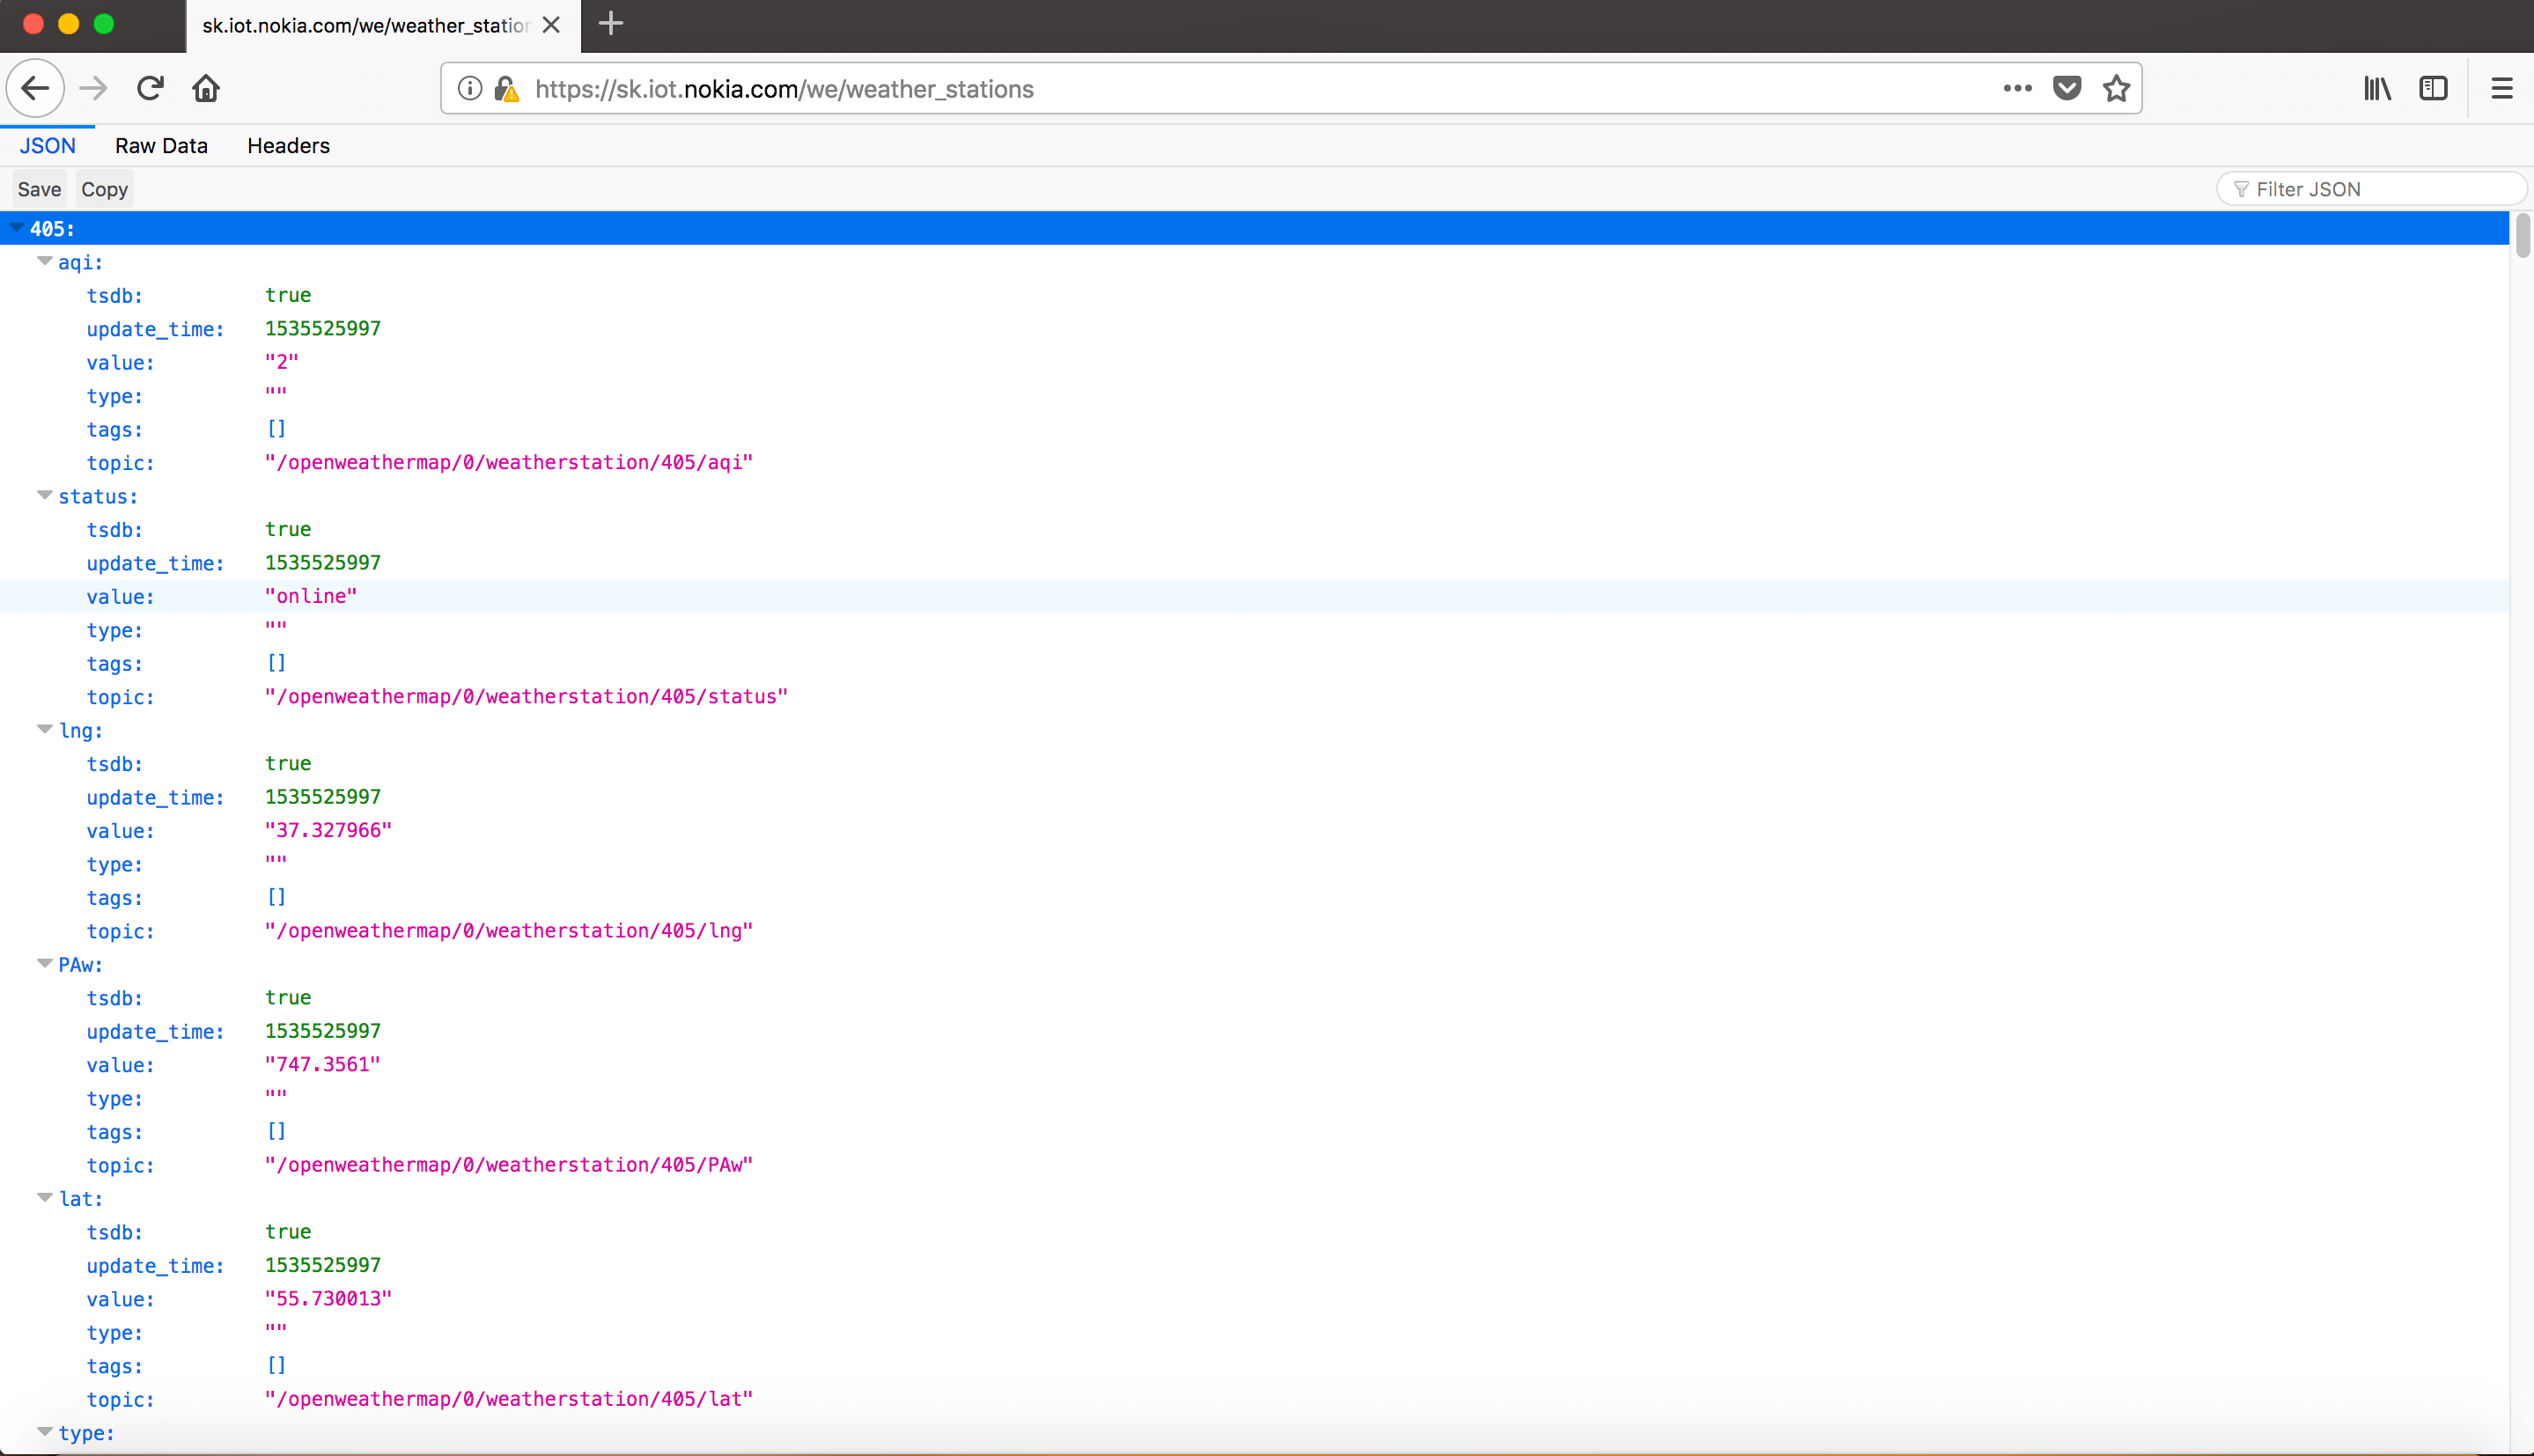 sk.iot.nokia.com/we/weather_station
https://sk.iot.nokia.com/we/weather_stations
JSON Raw Data Headers
Save Copy Filter JSON
405:
aqi:
tsdb: true
update_time: 1535525997
value: "2"
type: ""
tags: []
topic: "/openweathermap/0/weatherstation/405/aqi"
status:
tsdb: true
update_time: 1535525997
value: "online"
type: ""
tags: []
topic: "/openweathermap/0/weatherstation/405/status"
lng:
tsdb: true
update_time: 1535525997
value: "37.327966"
type: ""
tags: []
topic: "/openweathermap/0/weatherstation/405/lng"
PAw:
tsdb: true
update_time: 1535525997
value: "747.3561"
type: ""
tags: []
topic: "/openweathermap/0/weatherstation/405/PAw"
lat:
tsdb: true
update_time: 1535525997
value: "55.730013"
type: ""
tags: []
topic: "/openweathermap/0/weatherstation/405/lat"
type: